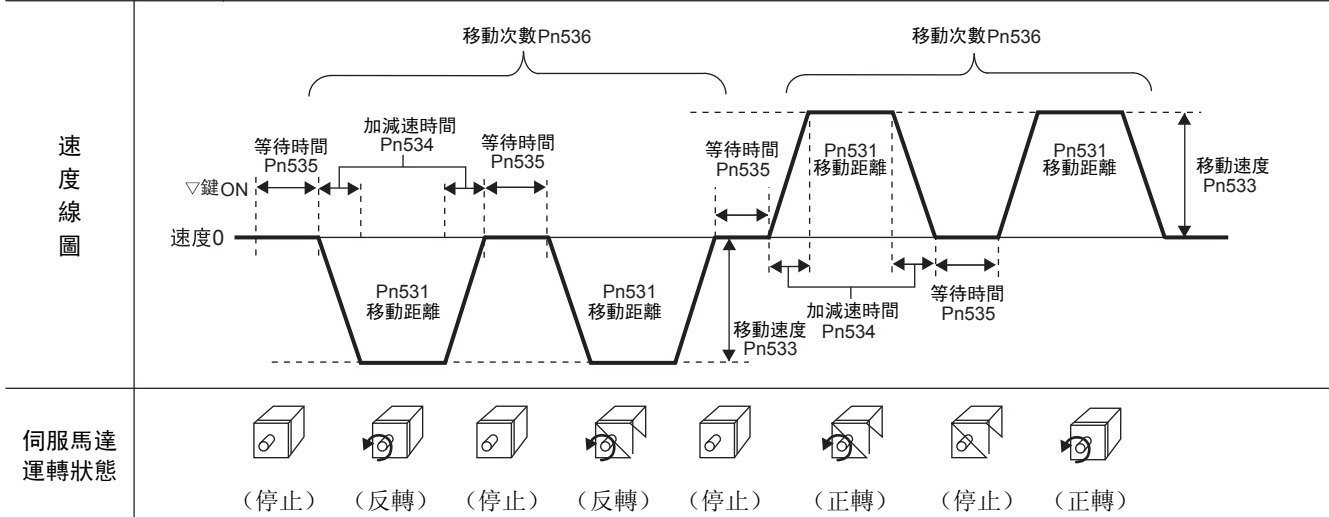 速
度
線
圖
移動次數Pn536
移動次數Pn536
等待時間
Pn535
加減速時間
Pn534
等待時間
Pn535
等待時間
Pn535
Pn531
移動距離
Pn531
移動距離
移動速度
Pn533
▽鍵ON
速度0
Pn531
移動距離
Pn531
移動距離
移動速度
Pn533
加減速時間
Pn534
等待時間
Pn535
伺服馬達
運轉狀態
(停止) (反轉) (停止) (反轉) (停止) (正轉) (停止) (正轉)